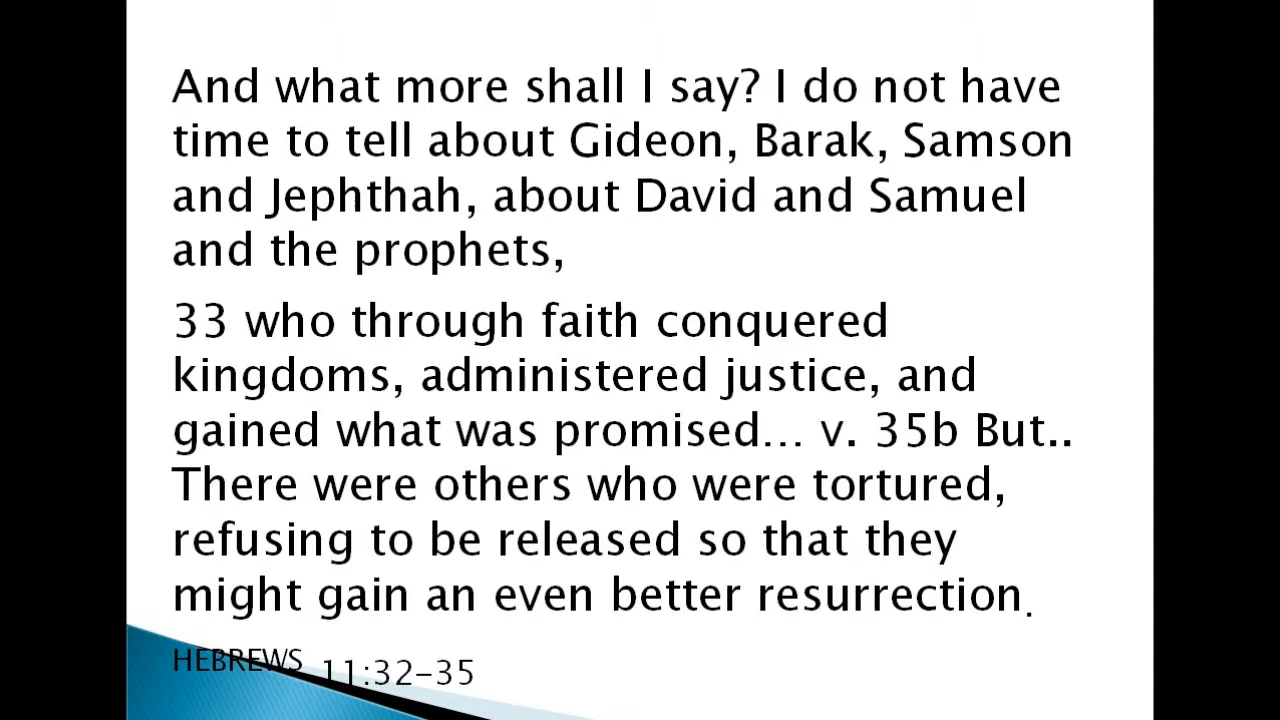 And what more shall I say? I do not have
time to tell about Gideon, Barak, Samson
and Jephthah, about David and Samuel
and the prophets,
33 who through faith conquered
kingdoms, administered justice, and
gained what was promised... v. 35b But..
There were others who were tortured,
refusing to be released so that they
might gain an even better resurrection.
HEBREWS 11:32-35